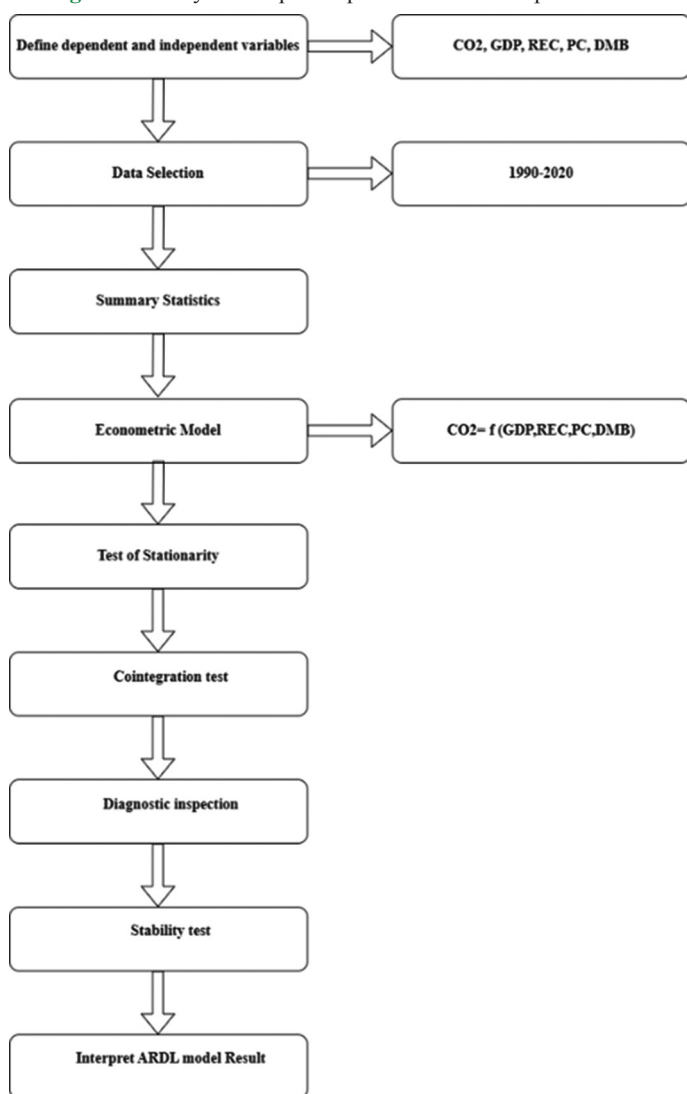 Define dependent and independent variables
CO2, GDP, REC, PC, DMB
Data Selection
1990-2020
Summary Statistics
Econometric Model
CO2= f (GDP,REC,PC,DMB)
Test of Stationarity
Cointegration test
Diagnostic inspection
Stability test
Interpret ARDL model Result